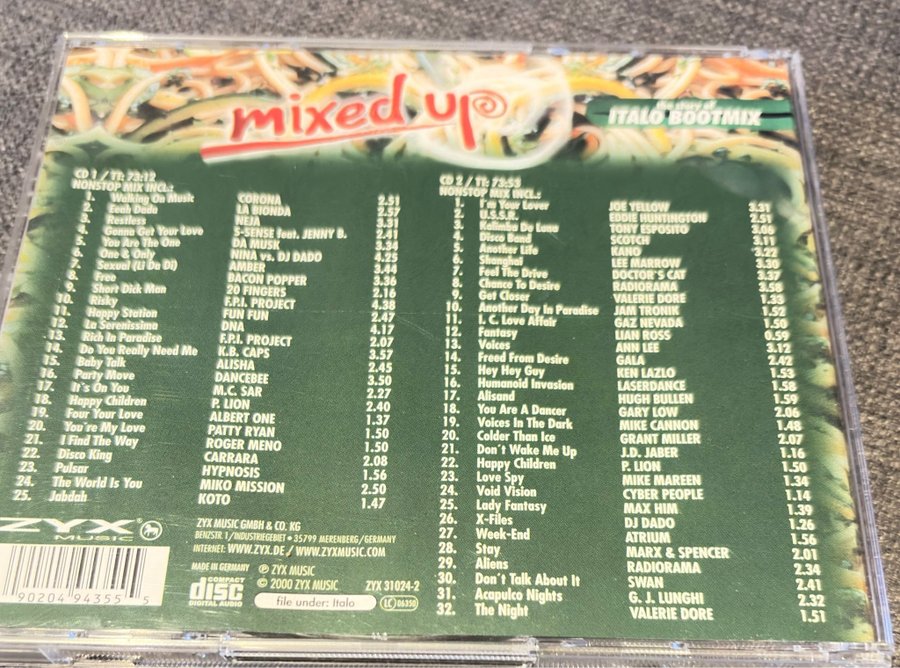 mixed up
the story of
ITALO BOOTMIX
CD 1 / TT: 73:12
NONSTOP MIX INCL.:
1. Walking On Music CORONA 2.51
2. Eeah Dada LA BIONDA 2.57
3. Restless NEJA 3.31
4. Gonna Get Your Love S-SENSE feat. JENNY B. 2.41
5. You Are The One DA MUSK 3.34
6. One & Only NINA vs. DJ DADO 4.25
7. Sexual (Li Da Di) AMBER 3.44
8. Free BACON POPPER 3.36
9. Short Dick Man 20 FINGERS 2.16
10. Risky F.P.I. PROJECT 4.38
11. Happy Station FUN FUN 2.47
12. La Serenissima DNA 4.17
13. Rich In Paradise F.P.I. PROJECT 2.07
14. Do You Really Need Me K.B. CAPS 3.57
15. Baby Talk ALISHA 2.45
16. Party Move DANCEBEE 3.50
17. It's On You M.C. SAR 2.27
18. Happy Children P. LION 2.40
19. Four Your Love ALBERT ONE 1.37
20. You're My Love PATTY RYAN 1.50
21. I Find The Way ROGER MENO 1.50
22. Disco King CARRARA 2.08
23. Pulsar HYPNOSIS 1.56
24. The World Is You MIKO MISSION 2.50
25. Jabdah KOTO 1.47
CD 2 / TT: 73:53
NONSTOP MIX INCL.:
1. I'm Your Lover JOE YELLOW 3.31
2. U.S.S.R. EDDIE HUNTINGTON 2.51
3. Kalimba De Luna TONY ESPOSITO 3.06
4. Disco Band SCOTCH 3.11
5. Another Life KANO 3.22
6. Shanghai LEE MARROW 3.30
7. Feel The Drive DOCTOR'S CAT 3.37
8. Chance To Desire RADIORAMA 3.58
9. Get Closer VALERIE DORE 1.33
10. Another Day In Paradise JAM TRONIK 1.52
11. I. C. Love Affair GAZ NEVADA 1.50
12. Fantasy LIAN ROSS 0.59
13. Voices ANN LEE 3.12
14. Freed From Desire GALA 2.42
15. Hey Hey Guy KEN LAZLO 1.53
16. Humanoid Invasion LASERDANCE 1.58
17. Alisand HUGH BULLEN 1.59
18. You Are A Dancer GARY LOW 2.06
19. Voices In The Dark MIKE CANNON 1.48
20. Colder Than Ice GRANT MILLER 2.07
21. Don't Wake Me Up J.D. JABER 1.16
22. Happy Children P. LION 1.50
23. Love Spy MIKE MAREEN 1.34
24. Void Vision CYBER PEOPLE 1.14
25. Lady Fantasy MAX HIM 1.39
26. X-Files DJ DADO 1.26
27. Week-End ATRIUM 1.56
28. Stay MARX & SPENCER 2.01
29. Aliens RADIORAMA 2.34
30. Don't Talk About It SWAN 2.41
31. Acapulco Nights G. J. LUNGHI 2.32
32. The Night VALERIE DORE 1.51
ZYX®
MUSIC
ZYX MUSIC GMBH & CO. KG
BENZSTR. 1/INDUSTRIEGEBIET • 35799 MERENBERG/GERMANY
INTERNET: WWW.ZYX.DE / WWW.ZYXMUSIC.COM
MADE IN GERMANY
℗ ZYX MUSIC
© 2000 ZYX MUSIC
ZYX 31024-2
COMPACT
disc
DIGITAL AUDIO
file under: Italo
LC 06350
90204 94355 5